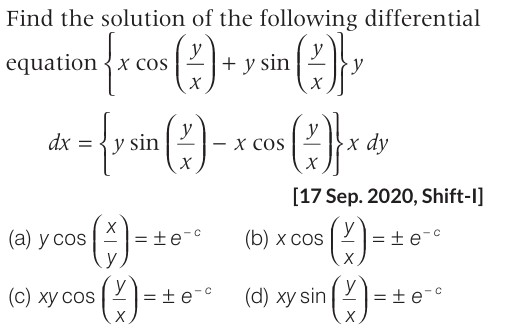 Find the solution of the following differential
equation {x cos (y/x) + y sin (y/x)} y
dx = {y sin (y/x) − x cos (y/x)} x dy
[17 Sep. 2020, Shift-I]
(a) y cos (x/y) = ± e^{-c} (b) x cos (y/x) = ± e^{-c}
(c) xy cos (y/x) = ± e^{-c} (d) xy sin (y/x) = ± e^{-c}